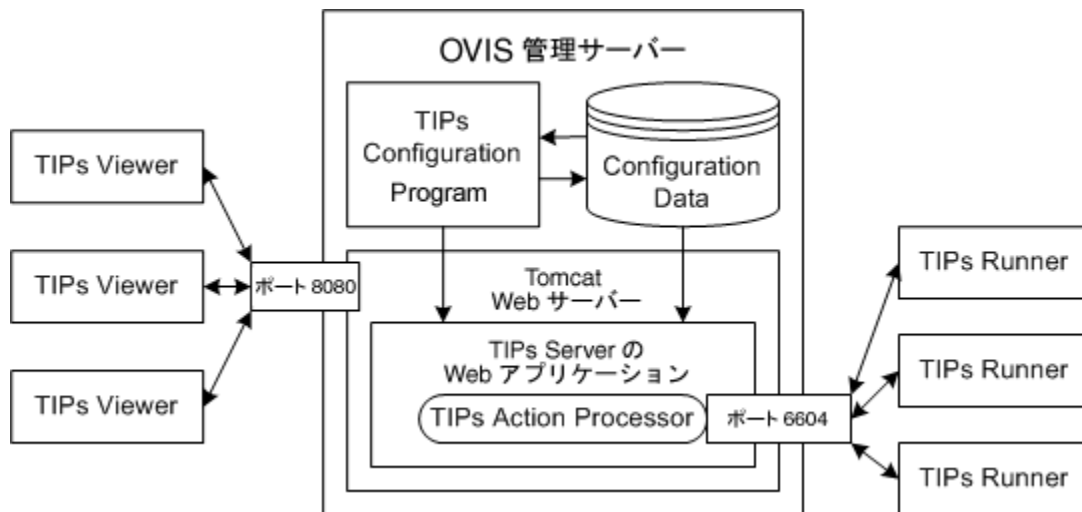 OVIS 管理サーバー
TIPs
Configuration
Program
Configuration
Data
TIPs Viewer
TIPs Viewer
TIPs Viewer
ポート 8080
Tomcat
Web サーバー
TIPs Server の
Web アプリケーション
TIPs Action Processor
ポート 6604
TIPs Runner
TIPs Runner
TIPs Runner